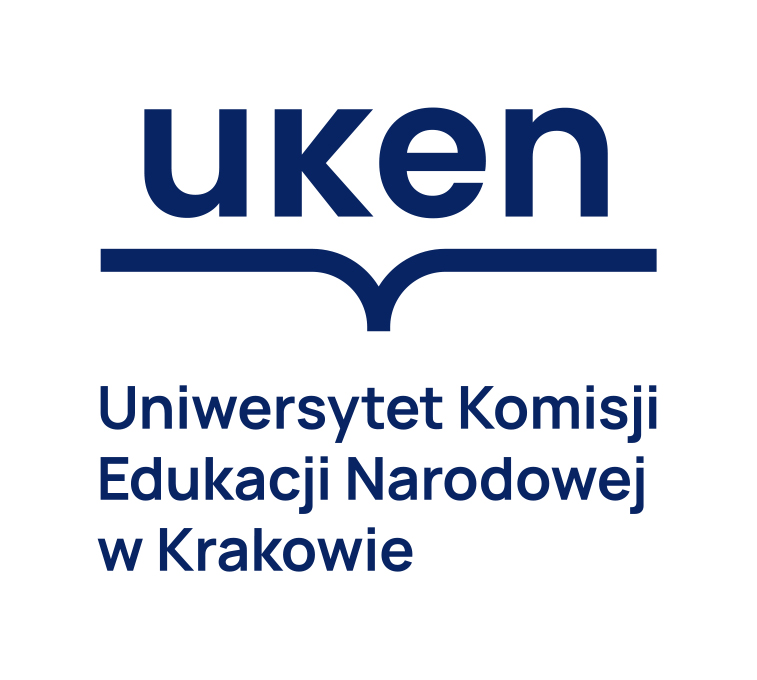 uken
Uniwersytet Komisji
Edukacji Narodowej
w Krakowie